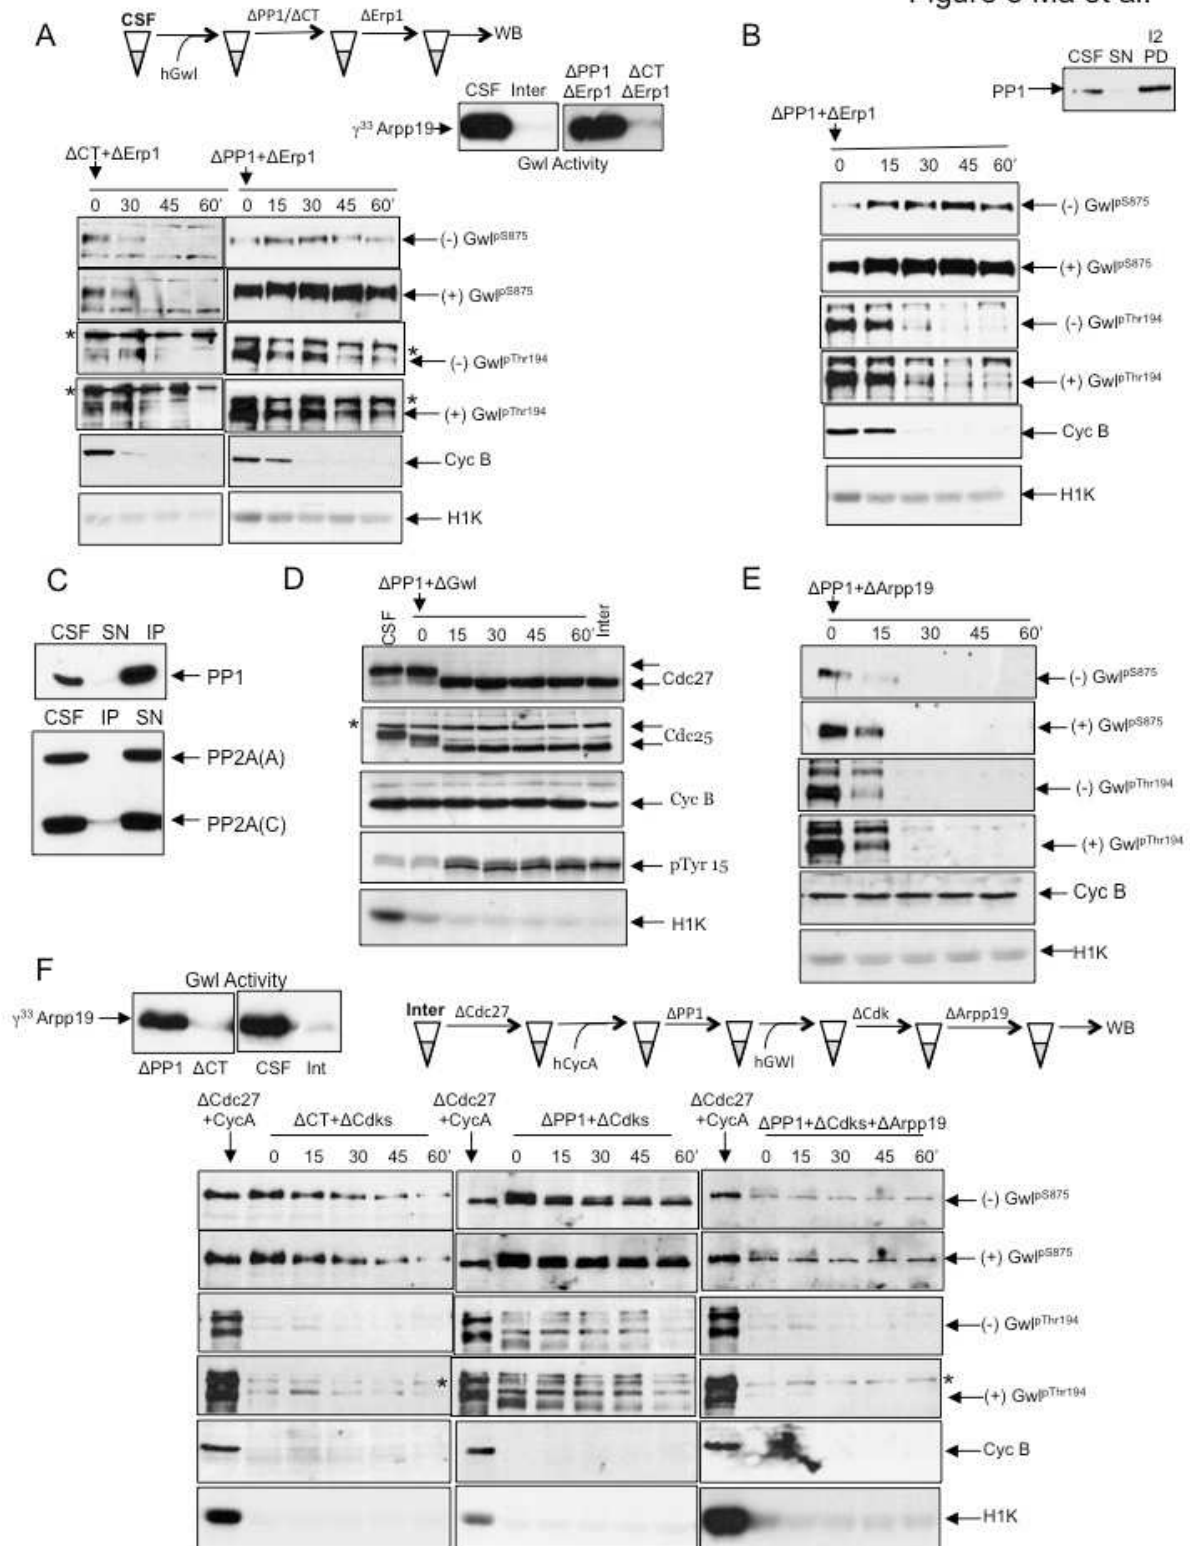 A
CSF
ΔPP1/ΔCT
ΔErp1
WB
hGwl
ΔPP1
ΔErp1
ΔCT
ΔErp1
CSF Inter
γ³³ Arpp19
Gwl Activity
ΔCT+ΔErp1
ΔPP1+ΔErp1
0 30 45 60'
0 15 30 45 60'
(-) Gwlᵖˢ⁸⁷⁵
(+) Gwlᵖˢ⁸⁷⁵
*
*
(-) Gwlᵖᵀʰʳ¹⁹⁴
*
*
(+) Gwlᵖᵀʰʳ¹⁹⁴
Cyc B
H1K
B
I2
CSF SN PD
PP1
ΔPP1+ΔErp1
0 15 30 45 60'
(-) Gwlᵖˢ⁸⁷⁵
(+) Gwlᵖˢ⁸⁷⁵
(-) Gwlᵖᵀʰʳ¹⁹⁴
(+) Gwlᵖᵀʰʳ¹⁹⁴
Cyc B
H1K
C
CSF SN IP
PP1
CSF IP SN
PP2A(A)
PP2A(C)
D
ΔPP1+ΔGwl
CSF 0 15 30 45 60' Inter
Cdc27
*
Cdc25
Cyc B
pTyr 15
H1K
E
ΔPP1+ΔArpp19
0 15 30 45 60'
(-) Gwlᵖˢ⁸⁷⁵
(+) Gwlᵖˢ⁸⁷⁵
(-) Gwlᵖᵀʰʳ¹⁹⁴
(+) Gwlᵖᵀʰʳ¹⁹⁴
Cyc B
H1K
F
Gwl Activity
γ³³ Arpp19
ΔPP1 ΔCT CSF Int
Inter
ΔCdc27
ΔPP1
ΔCdk
ΔArpp19
WB
hCycA
hGWl
ΔCdc27
+CycA
ΔCT+ΔCdks
ΔCdc27
+CycA
ΔPP1+ΔCdks
ΔCdc27
+CycA
ΔPP1+ΔCdks+ΔArpp19
0 15 30 45 60'
0 15 30 45 60'
0 15 30 45 60'
(-) Gwlᵖˢ⁸⁷⁵
(+) Gwlᵖˢ⁸⁷⁵
(-) Gwlᵖᵀʰʳ¹⁹⁴
*
*
(+) Gwlᵖᵀʰʳ¹⁹⁴
Cyc B
H1K